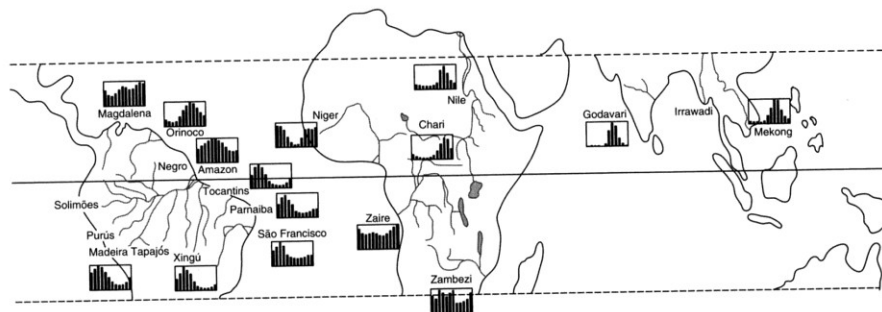 Magdalena
Orinoco
Niger
Nile
Chari
Godavari
Irrawadi
Mekong
Negro
Amazon
Tocantins
Solimões
Parnaiba
Purús
Zaire
São Francisco
Madeira
Tapajós
Xingú
Zambezi